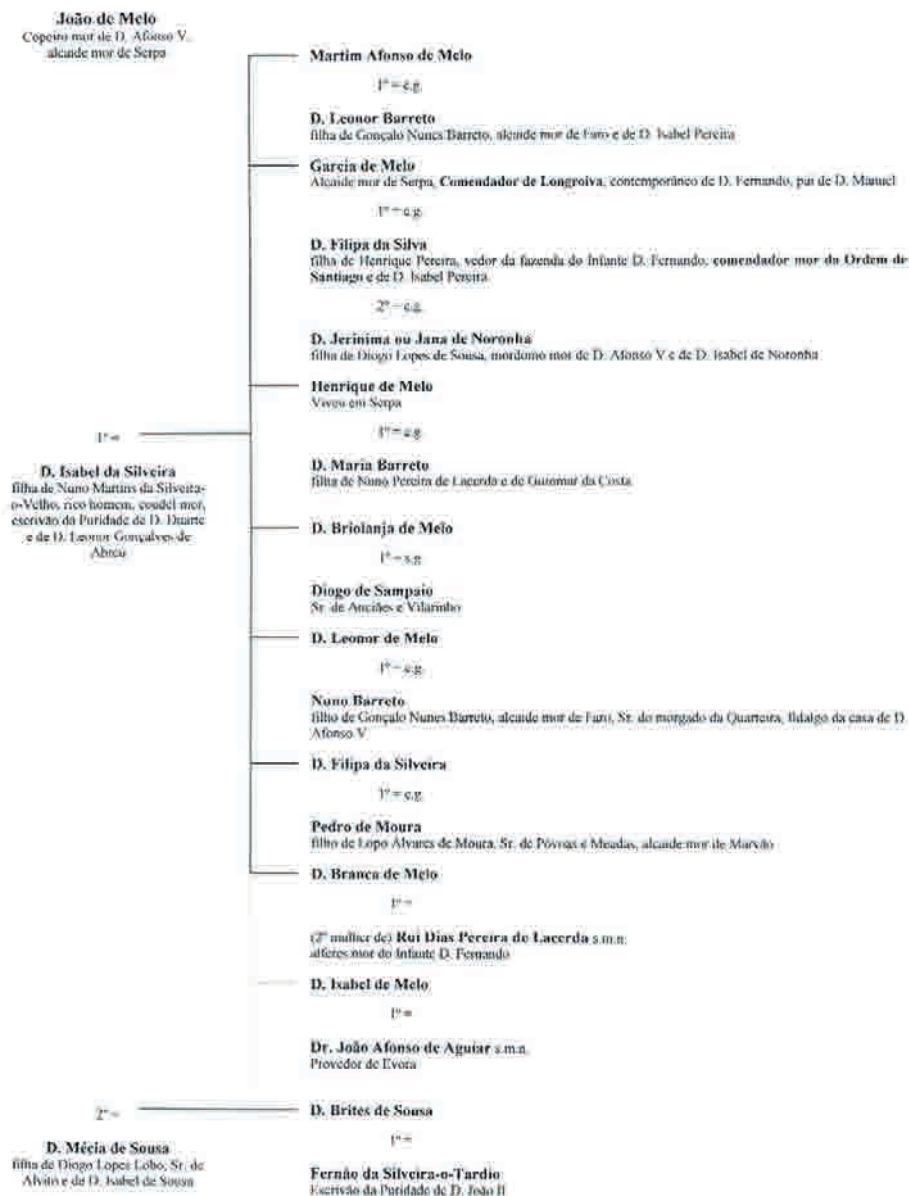 João de Melo
Copeiro mor de D. Afonso V.
alcaide mor de Serpa
Martim Afonso de Melo
1º = c.g.
D. Leonor Barreto
filha de Gonçalo Nunes Barreto, alcaide mor de Faro e de D. Isabel Pereira
Garcia de Melo
Alcaide mor de Serpa, Comendador de Longroiva, contemporâneo de D. Fernando, pai de D. Manuel
1º = c.g.
D. Filipa da Silva
filha de Henrique Pereira, vedor da fazenda do Infante D. Fernando, comendador mor da Ordem de
Santiago e de D. Isabel Pereira
2º = c.g.
D. Jerinima ou Jana de Noronha
filha de Diogo Lopes de Sousa, mordomo mor de D. Afonso V e de D. Isabel de Noronha
Henrique de Melo
Viveu em Serpa
1º = c.g.
D. Maria Barreto
filha de Nuno Pereira de Lacerda e de Guiomar da Costa
1º =
D. Isabel da Silveira
filha de Nuno Martins da Silveira-
o-Velho, rico homem, coudel mor,
escrivão da Puridade de D. Duarte
e de D. Leonor Gonçalves de
Abreu
D. Briolanja de Melo
1º = s.g.
Diogo de Sampaio
Sr. de Anciães e Vilarinho
D. Leonor de Melo
1º = c.g.
Nuno Barreto
filho de Gonçalo Nunes Barreto, alcaide mor de Faro, Sr. do morgado da Quarteira, fidalgo da casa de D.
Afonso V
D. Filipa da Silveira
1º = c.g.
Pedro de Moura
filho de Lopo Álvares de Moura, Sr. de Póvoas e Meadas, alcaide mor de Marvão
D. Branca de Melo
1º =
(2ª mulher de) Rui Dias Pereira de Lacerda s.m.n.
alferes mor do Infante D. Fernando
D. Isabel de Melo
1º =
Dr. João Afonso de Aguiar s.m.n.
Provedor de Evora
2º =
D. Mécia de Sousa
filha de Diogo Lopes Lobo, Sr. de
Alvito e de D. Isabel de Sousa
D. Brites de Sousa
1º =
Fernão da Silveira-o-Tardio
Escrivão da Puridade de D. João II